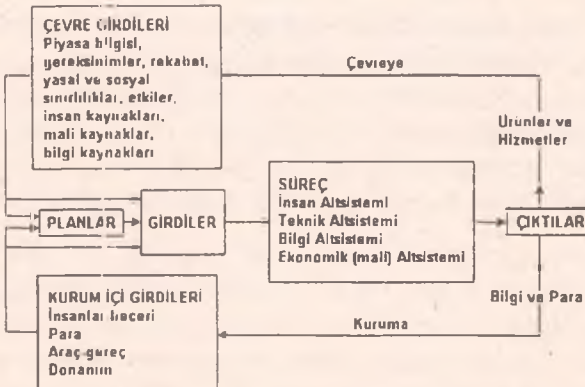 ÇEVRE GİRDİLERİ
Piyasa bilgisi,
gereksinimler, rekabet,
yasal ve sosyal
sınırlılıklar, etkiler,
insan kaynakları,
mali kaynaklar,
bilgi kaynakları
Çevreye
Ürünler ve
Hizmetler
PLANLAR
GİRDİLER
SÜREÇ
İnsan Altsistemi
Teknik Altsistemi
Bilgi Altsistemi
Ekonomik (mali) Altsistemi
ÇIKTILAR
Bilgi ve Para
Kuruma
KURUM İÇİ GİRDİLERİ
İnsanlar beceri
Para
Araç-gereç
Donanım